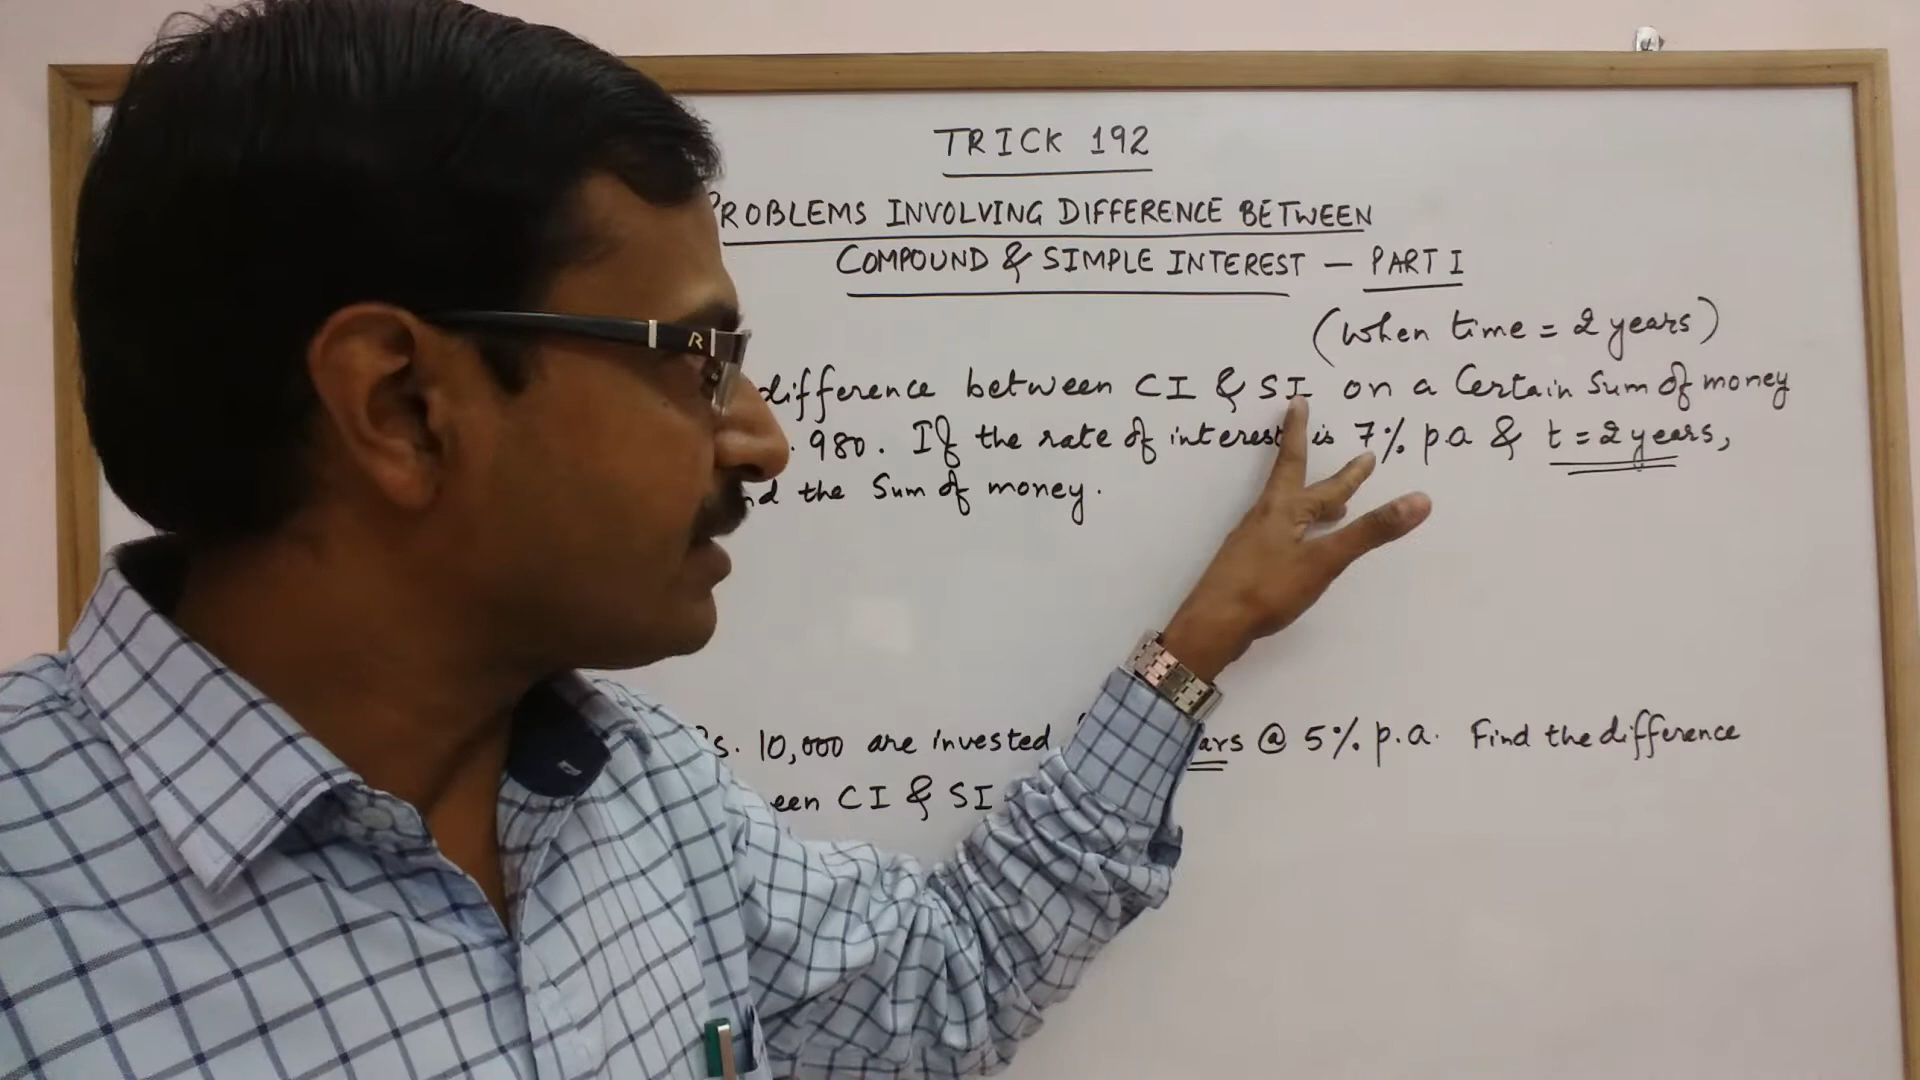 TRICK 192
PROBLEMS INVOLVING DIFFERENCE BETWEEN
COMPOUND & SIMPLE INTEREST – PART I
(When time = 2 years)
difference between CI & SI on a Certain Sum of money
. 980. If the rate of interest is 7% p.a & t = 2 years,
the Sum of money.
Rs. 10,000 are invested @ 5% p.a. Find the difference
CI & SI
R